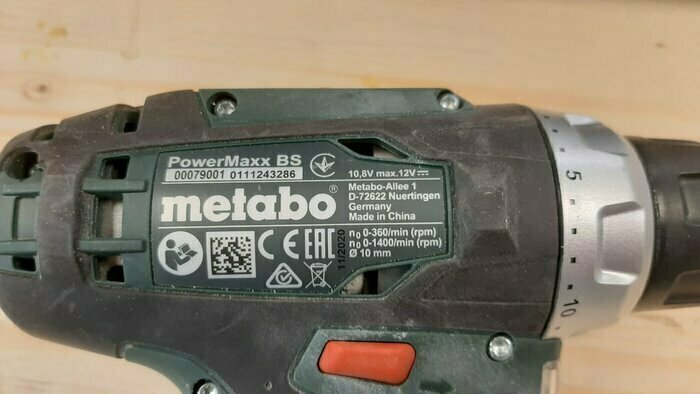 PowerMaxx BS
00079001 0111243286
metabo®
CE EAC
11/2020
10,8V max.12V⎓
Metabo-Allee 1
D-72622 Nuertingen
Germany
Made in China
n₀ 0-360/min (rpm)
n₀ 0-1400/min (rpm)
Ø 10 mm
5
10